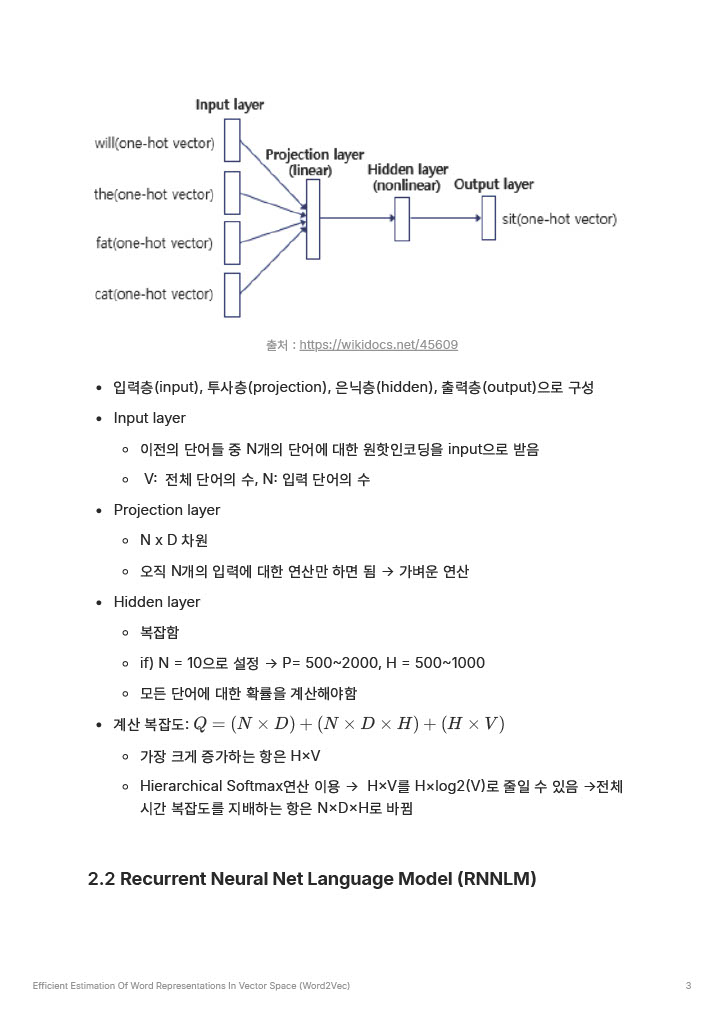 Input layer
will(one-hot vector)
Projection layer
(linear)
Hidden layer
(nonlinear)
Output layer
the(one-hot vector)
sit(one-hot vector)
fat(one-hot vector)
cat(one-hot vector)
출처 : https://wikidocs.net/45609
• 입력층(input), 투사층(projection), 은닉층(hidden), 출력층(output)으로 구성
• Input layer
◦ 이전의 단어들 중 N개의 단어에 대한 원핫인코딩을 input으로 받음
◦ V: 전체 단어의 수, N: 입력 단어의 수
• Projection layer
◦ N x D 차원
◦ 오직 N개의 입력에 대한 연산만 하면 됨 → 가벼운 연산
• Hidden layer
◦ 복잡함
◦ if) N = 10으로 설정 → P= 500~2000, H = 500~1000
◦ 모든 단어에 대한 확률을 계산해야함
• 계산 복잡도: Q = (N × D) + (N × D × H) + (H × V)
◦ 가장 크게 증가하는 항은 H×V
◦ Hierarchical Softmax연산 이용 → H×V를 H×log2(V)로 줄일 수 있음 →전체
시간 복잡도를 지배하는 항은 N×D×H로 바뀜
2.2 Recurrent Neural Net Language Model (RNNLM)
Efficient Estimation Of Word Representations In Vector Space (Word2Vec)
3